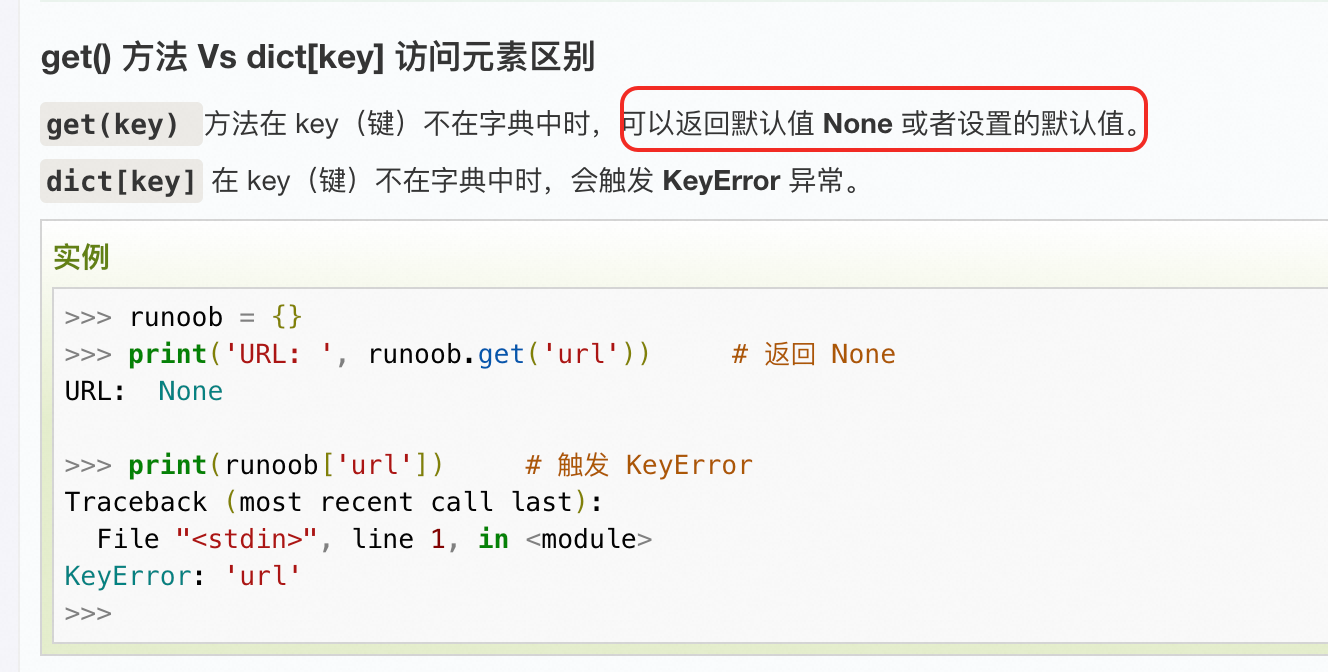 get() 方法 Vs dict[key] 访问元素区别
get(key) 方法在 key（键）不在字典中时，可以返回默认值 None 或者设置的默认值。
dict[key] 在 key（键）不在字典中时，会触发 KeyError 异常。
实例
>>> runoob = {}
>>> print('URL: ', runoob.get('url'))     # 返回 None
URL:  None
>>> print(runoob['url'])     # 触发 KeyError
Traceback (most recent call last):
  File "<stdin>", line 1, in <module>
KeyError: 'url'
>>>